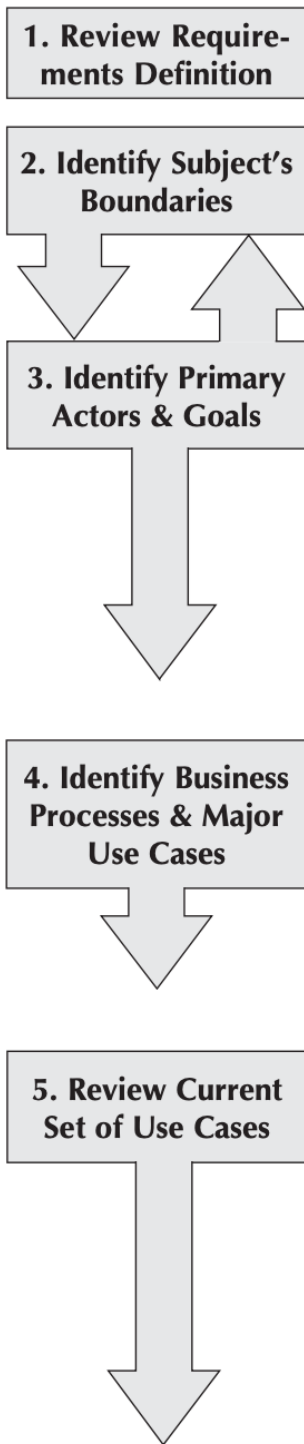 1. Review Require-
ments Definition
2. Identify Subject's
Boundaries
3. Identify Primary
Actors & Goals
4. Identify Business
Processes & Major
Use Cases
5. Review Current
Set of Use Cases